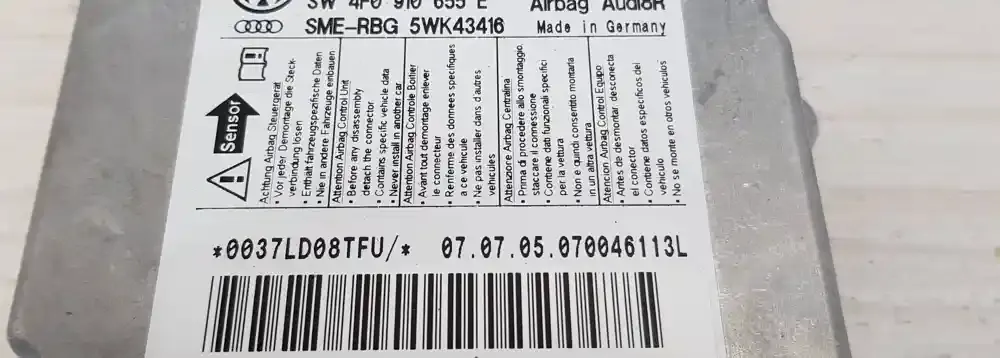 SW 4F0 910 655 E
Airbag Audi8R
SME-RBG 5WK43416
Made in Germany
Sensor
Achtung Airbag Steuergerät
• Vor jeder Demontage die Steck-
verbindung lösen
• Enthält fahrzeugspezifische Daten
• Nie in andere Fahrzeuge einbauen
Attention Airbag Control Unit
• Before any disassembly
detach the connector
• Contains specific vehicle data
• Never install in another car
Attention Airbag Controle Boitier
• Avant tout demontage enlever
le connecteur
• Renferme des donnees specifiques
a ce vehicule
• Ne pas installer dans d'autres
vehicules
Attenzione Airbag Centralina
• Prima di procedere allo smontaggio
staccare il connessione
• Contiene dati funzionali specifici
per la vettura
• Non e quindi consentito montarla
in un altra vettura
Atencion Airbag Control Equipo
• Antes de desmontar desconecta
el conector
• Contiene datos especificos del
vehiculo
• No se monte en otros vehiculos
*0037LD08TFU/* 07.07.05.070046113L